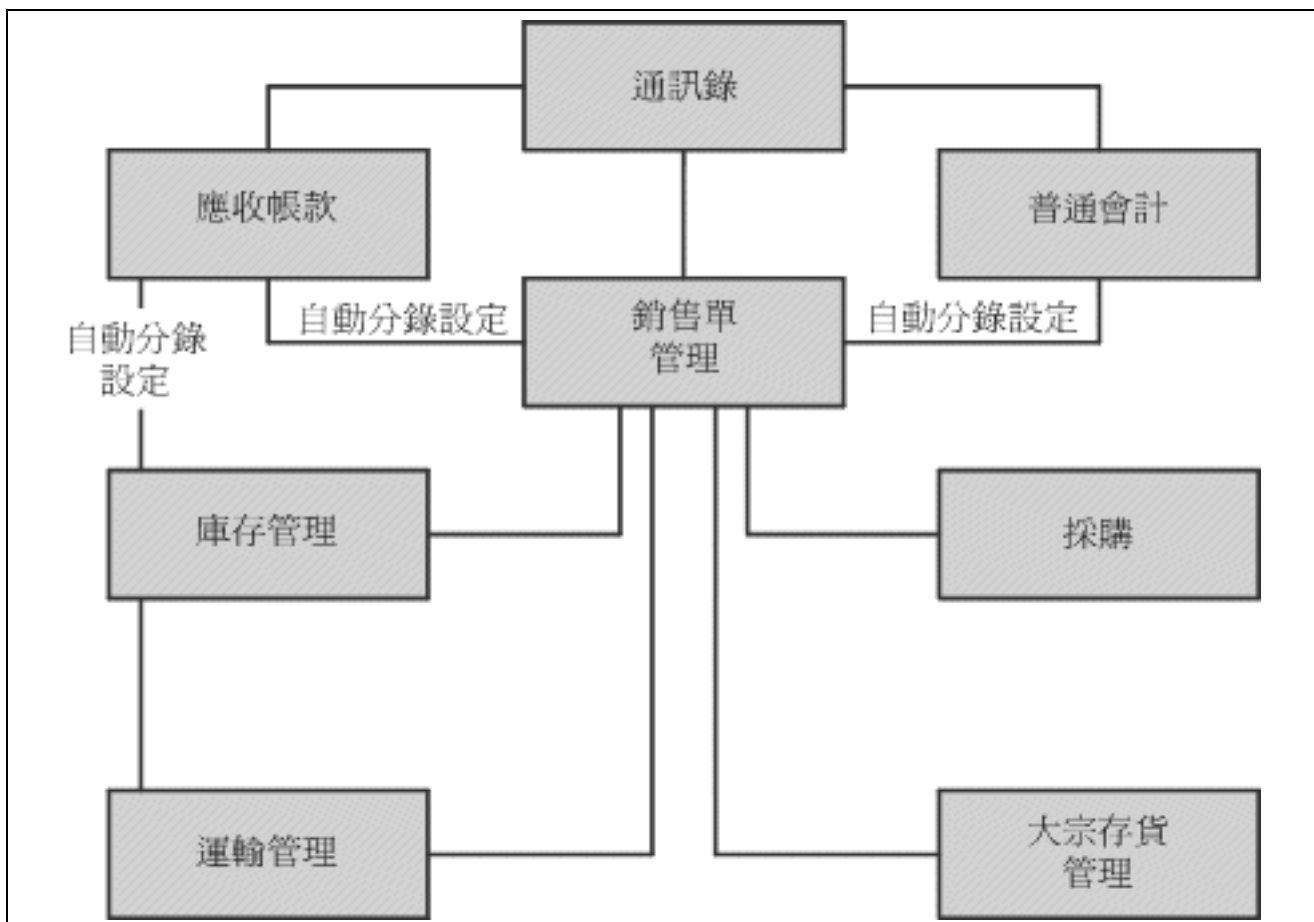 通訊錄
應收帳款
普通會計
自動分錄設定
銷售單
管理
自動分錄設定
自動分錄
設定
庫存管理
採購
運輸管理
大宗存貨
管理